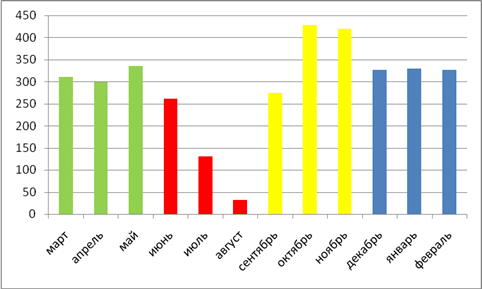 450
400
350
300
250
200
150
100
50
0
март
апрель
май
июнь
июль
август
сентябрь
октябрь
ноябрь
декабрь
январь
февраль